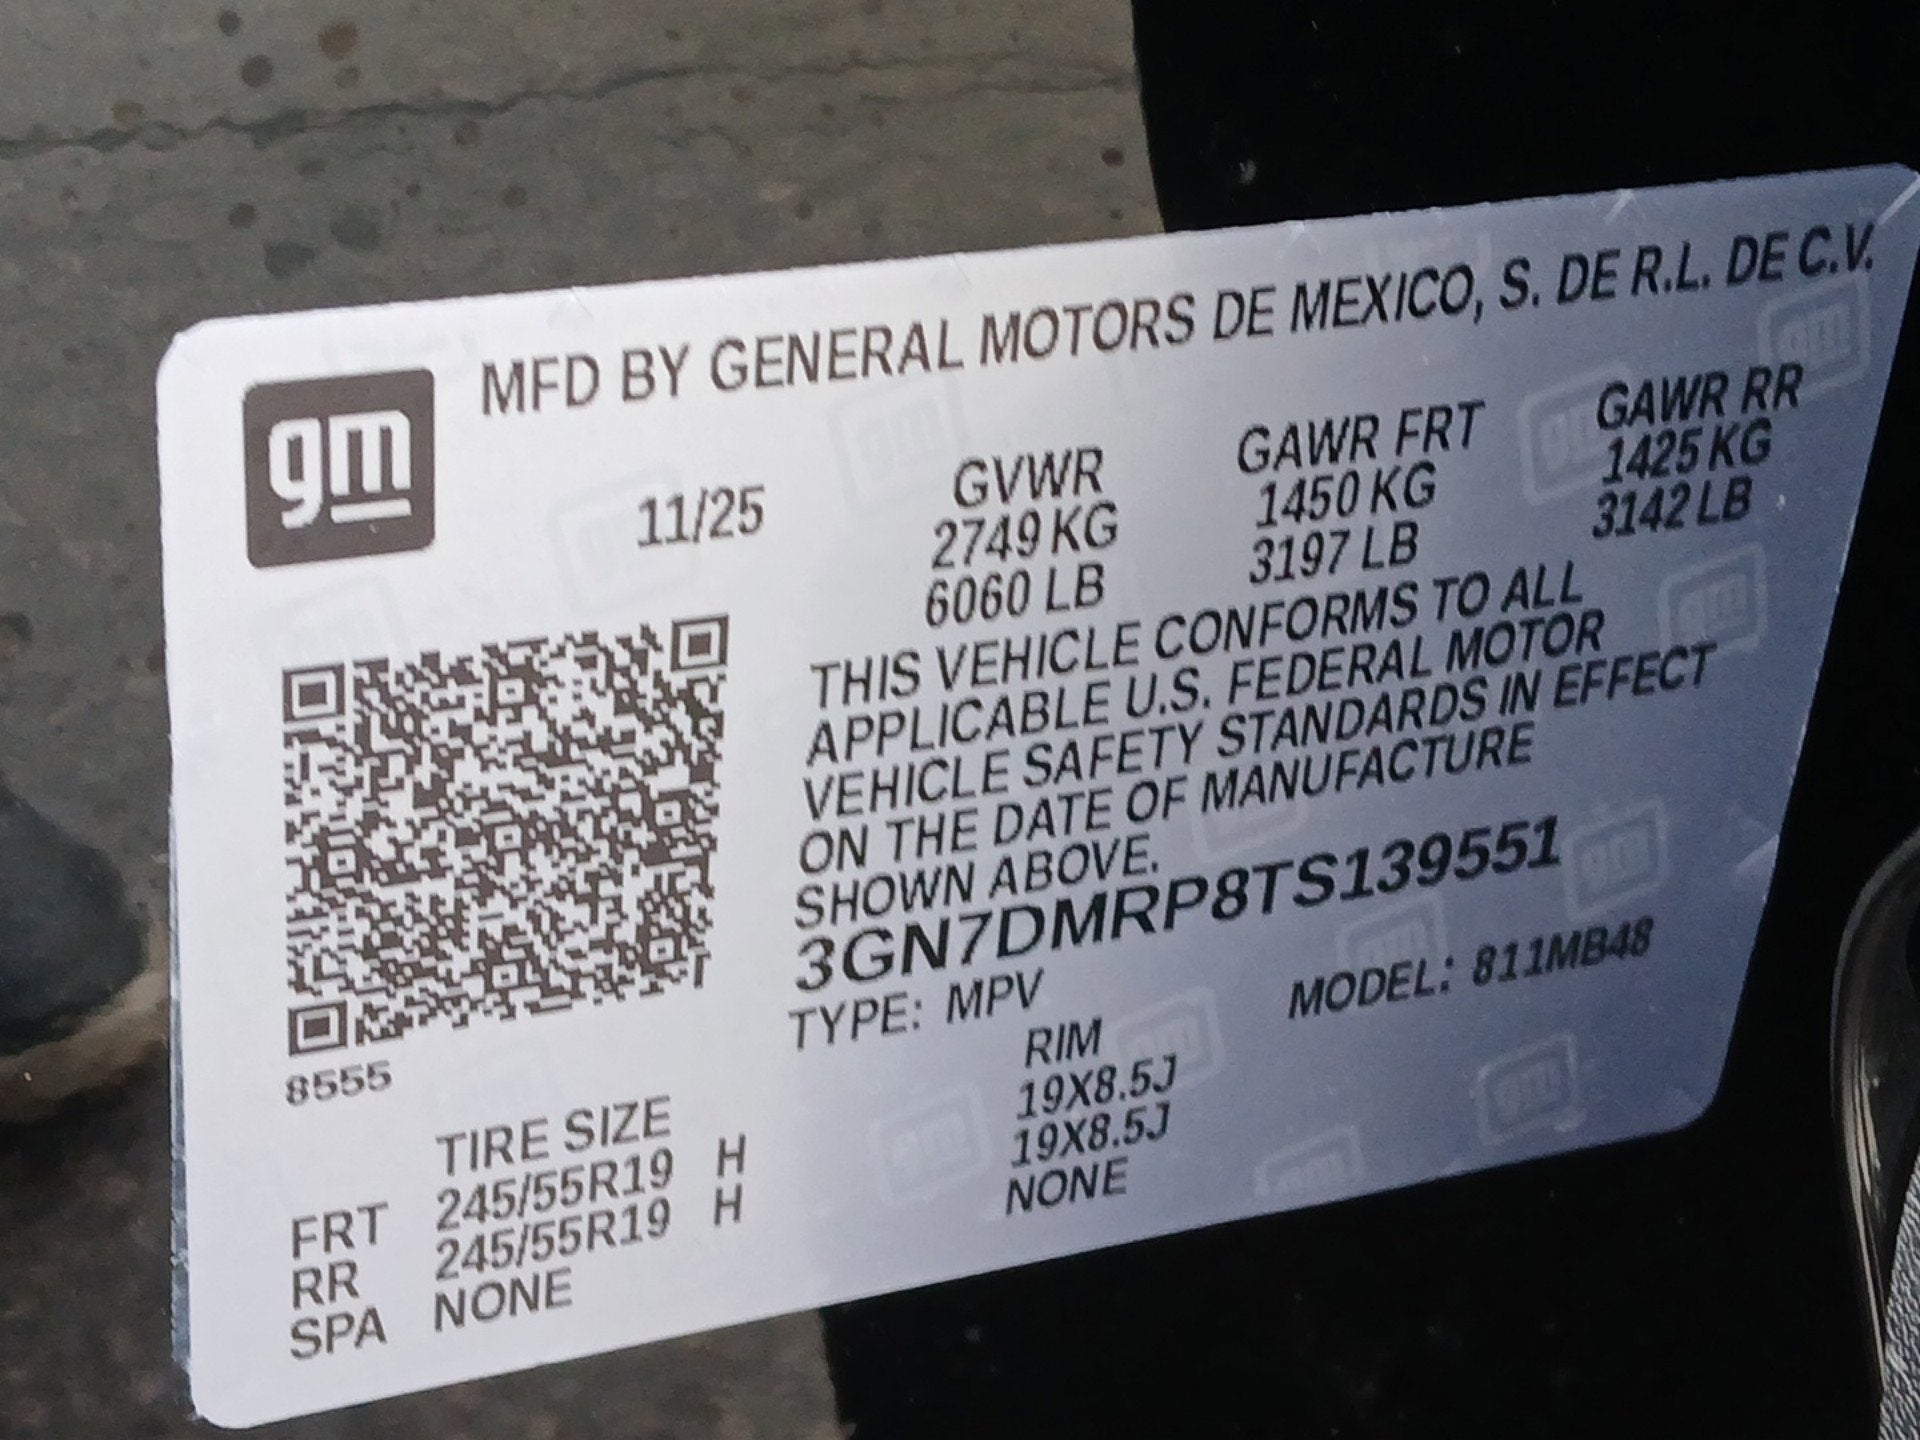 gm
MFD BY GENERAL MOTORS DE MEXICO, S. DE R.L. DE C.V.
11/25
GVWR GAWR FRT GAWR RR
2749 KG 1450 KG 1425 KG
6060 LB 3197 LB 3142 LB
THIS VEHICLE CONFORMS TO ALL
APPLICABLE U.S. FEDERAL MOTOR
VEHICLE SAFETY STANDARDS IN EFFECT
ON THE DATE OF MANUFACTURE
SHOWN ABOVE.
3GN7DMRP8TS139551
TYPE: MPV MODEL: 811MB48
8555
TIRE SIZE RIM
FRT 245/55R19 H 19X8.5J
RR 245/55R19 H 19X8.5J
SPA NONE NONE